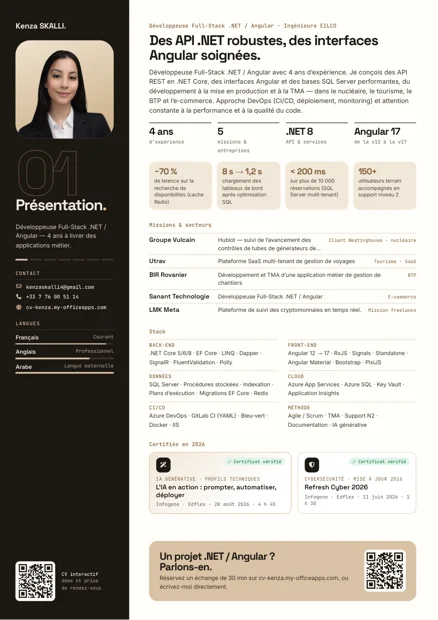 Kenza SKALLI.
01
Présentation.
Développeuse Full-Stack .NET /
Angular — 4 ans à livrer des
applications métier.
CONTACT
kenzaskalli4@gmail.com
+33 7 76 00 51 14
cv-kenza.my-officeapps.com
LANGUES
Français Courant
Anglais Professionnel
Arabe Langue maternelle
CV interactif
démo et prise
de rendez-vous
Développeuse Full-Stack .NET / Angular · Ingénieure EILCO
Des API .NET robustes, des interfaces
Angular soignées.
Développeuse Full-Stack .NET / Angular avec 4 ans d'expérience. Je conçois des API
REST en .NET Core, des interfaces Angular et des bases SQL Server performantes, du
développement à la mise en production et à la TMA — dans le nucléaire, le tourisme, le
BTP et l'e-commerce. Approche DevOps (CI/CD, déploiement, monitoring) et attention
constante à la performance et à la qualité du code.
4 ans
d'expérience
5
missions &
entreprises
.NET 8
API & services
Angular 17
de la v12 à la v17
−70 %
de latence sur la
recherche de
disponibilités (cache
Redis)
8 s → 1,2 s
chargement des
tableaux de bord
après optimisation
SQL
< 200 ms
sur plus de 10 000
réservations (SQL
Server multi-tenant)
150+
utilisateurs terrain
accompagnés en
support niveau 2
Missions & secteurs
Groupe Vulcain Hublot — suivi de l'avancement des Client Westinghouse · nucléaire
contrôles de tubes de générateurs de…
Utrav Plateforme SaaS multi-tenant de gestion de voyages Tourisme · SaaS
BIR Rovanier Développement et TMA d'une application métier de gestion de BTP
chantiers
Sanant Technologie Développeuse Full-Stack .NET / Angular E-commerce
LMK Meta Plateforme de suivi des cryptomonnaies en temps réel. Mission freelance
Stack
BACK-END
.NET Core 5/6/8 · EF Core · LINQ · Dapper ·
SignalR · FluentValidation · Polly
FRONT-END
Angular 12 → 17 · RxJS · Signals · Standalone ·
Angular Material · Bootstrap · PixiJS
DONNÉES
SQL Server · Procédures stockées · Indexation ·
Plans d'exécution · Migrations EF Core · Redis
CLOUD
Azure App Services · Azure SQL · Key Vault ·
Application Insights
CI/CD
Azure DevOps · GitLab CI (YAML) · Bleu-vert ·
Docker · IIS
MÉTHODE
Agile / Scrum · TMA · Support N2 ·
Documentation · IA générative
Certifiée en 2026
✓ Certificat vérifié
IA GÉNÉRATIVE · PROFILS TECHNIQUES
L'IA en action : prompter, automatiser,
déployer
Infogene · Edflex · 28 août 2026 · 4 h 45
✓ Certificat vérifié
CYBERSÉCURITÉ · MISE À JOUR 2026
Refresh Cyber 2026
Infogene · Edflex · 11 juin 2026 · 1
h 30
Un projet .NET / Angular ?
Parlons-en.
Réservez un échange de 30 min sur cv-kenza.my-officeapps.com, ou
écrivez-moi directement.